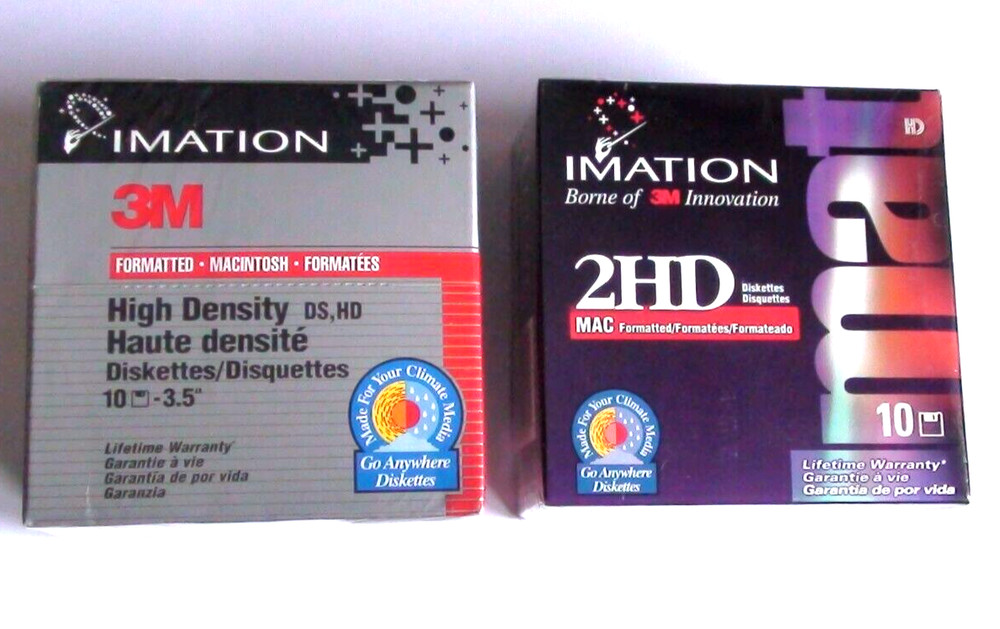 IMATION
3M
FORMATTED · MACINTOSH · FORMATÉES
High Density DS,HD
Haute densité
Diskettes/Disquettes
10 -3.5"
Lifetime Warranty*
Garantie à vie
Garantía de por vida
Garanzia
Made For Your Climate Media
Go Anywhere
Diskettes
IMATION
Borne of 3M Innovation
2HD Diskettes
Disquettes
MAC Formatted/Formatées/Formateado
Made For Your Climate Media
Go Anywhere
Diskettes
HD
mat
10
Lifetime Warranty*
Garantie à vie
Garantía de por vida